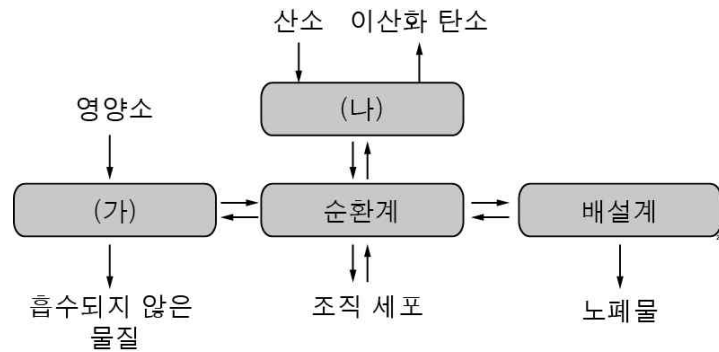 산소 이산화 탄소
(나)
영양소
(가) 순환계 배설계
흡수되지 않은 조직 세포 노폐물
물질